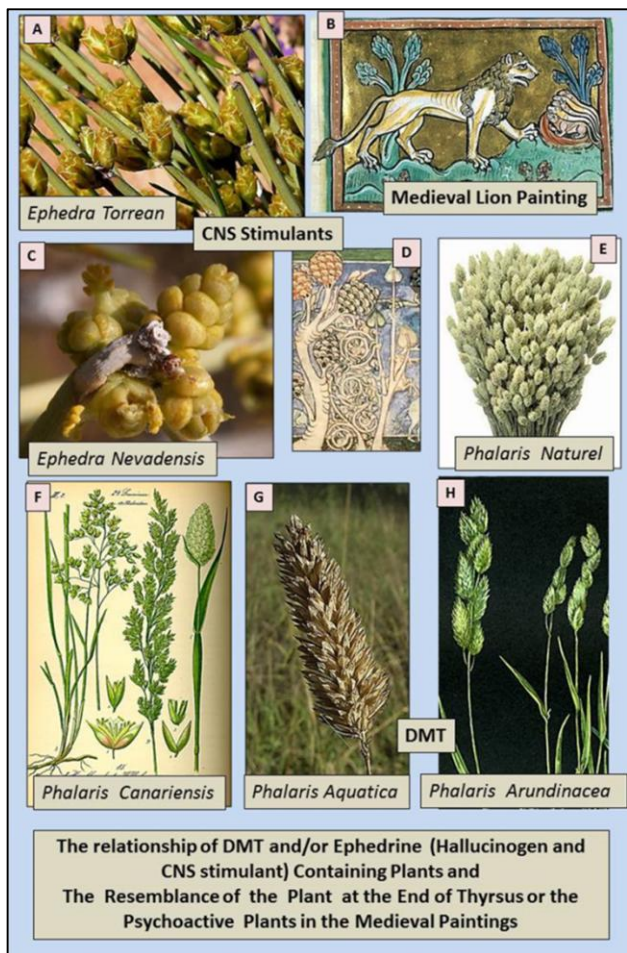 A
B
Ephedra Torrean
Medieval Lion Painting
CNS Stimulants
C
D
E
Ephedra Nevadensis
Phalaris Naturel
F
G
H
DMT
Phalaris Canariensis
Phalaris Aquatica
Phalaris Arundinacea
The relationship of DMT and/or Ephedrine (Hallucinogen and
CNS stimulant) Containing Plants and
The Resemblance of the Plant at the End of Thyrsus or the
Psychoactive Plants in the Medieval Paintings